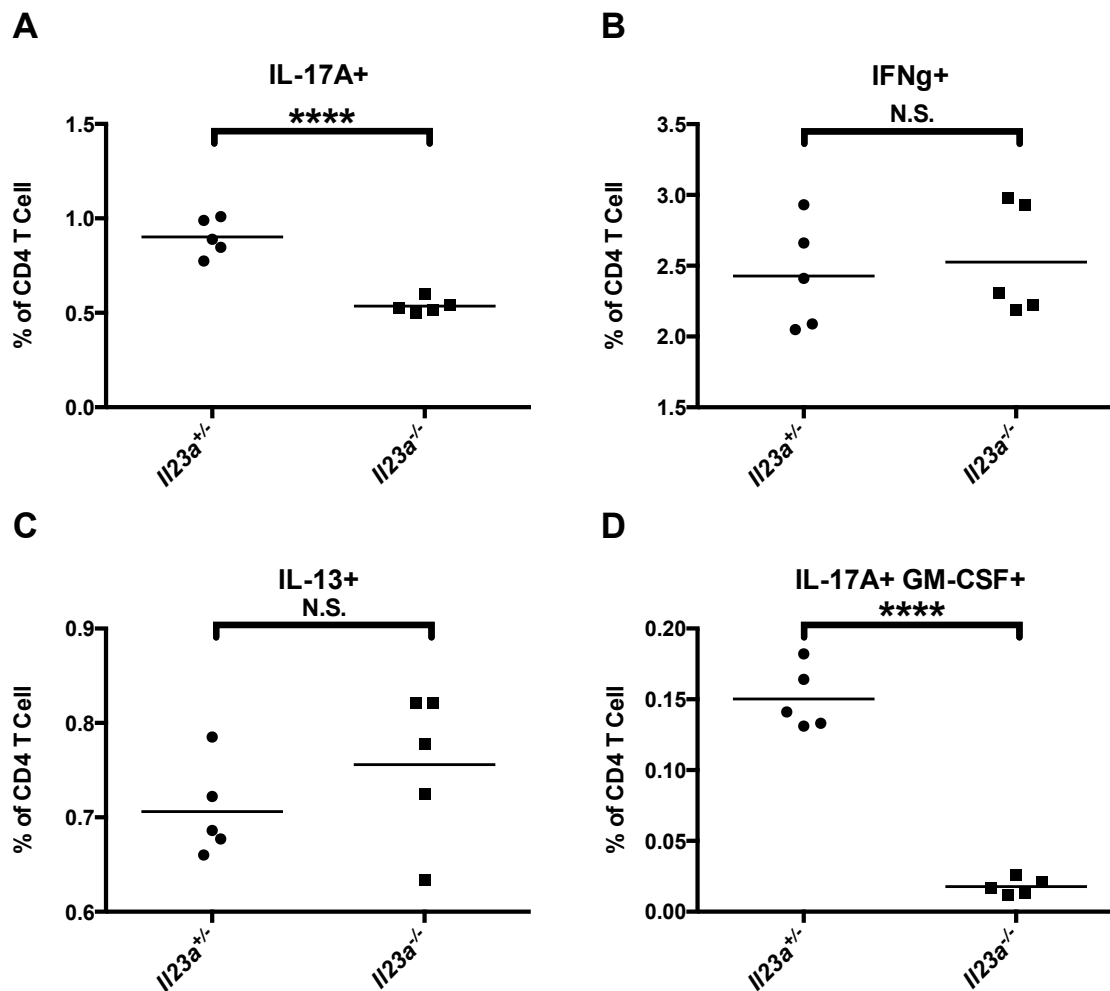 A
IL-17A+
****
% of CD4 T Cell
1.5
1.0
0.5
0.0
Il23a+/-
Il23a-/-
B
IFNg+
N.S.
% of CD4 T Cell
3.5
3.0
2.5
2.0
1.5
Il23a+/-
Il23a-/-
C
IL-13+
N.S.
% of CD4 T Cell
0.9
0.8
0.7
0.6
Il23a+/-
Il23a-/-
D
IL-17A+ GM-CSF+
****
% of CD4 T Cell
0.20
0.15
0.10
0.05
0.00
Il23a+/-
Il23a-/-